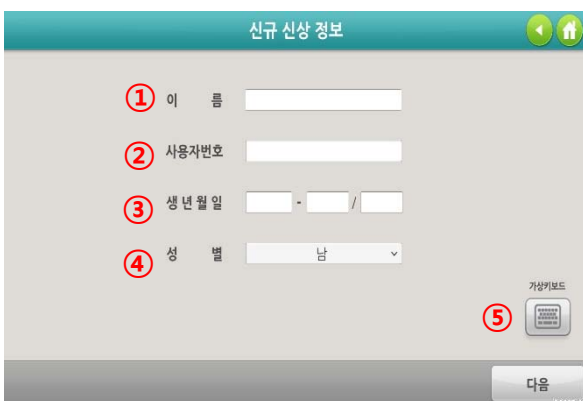 신규 신상 정보
① 이 름
② 사용자번호
③ 생년월일 - /
④ 성 별 남
가상키보드
⑤
다음